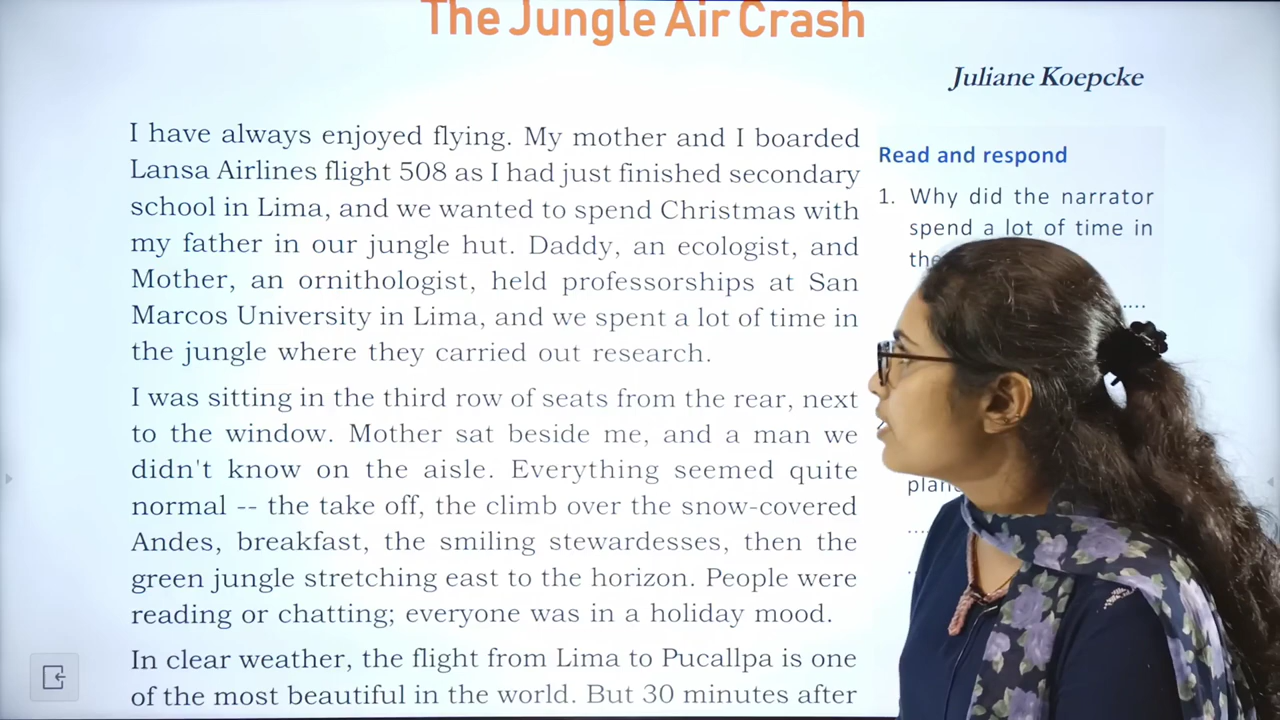 The Jungle Air Crash
Juliane Koepcke
I have always enjoyed flying. My mother and I boarded
Lansa Airlines flight 508 as I had just finished secondary
school in Lima, and we wanted to spend Christmas with
my father in our jungle hut. Daddy, an ecologist, and
Mother, an ornithologist, held professorships at San
Marcos University in Lima, and we spent a lot of time in
the jungle where they carried out research.
I was sitting in the third row of seats from the rear, next
to the window. Mother sat beside me, and a man we
didn't know on the aisle. Everything seemed quite
normal -- the take off, the climb over the snow-covered
Andes, breakfast, the smiling stewardesses, then the
green jungle stretching east to the horizon. People were
reading or chatting; everyone was in a holiday mood.
In clear weather, the flight from Lima to Pucallpa is one
of the most beautiful in the world. But 30 minutes after
Read and respond
1. Why did the narrator
spend a lot of time in